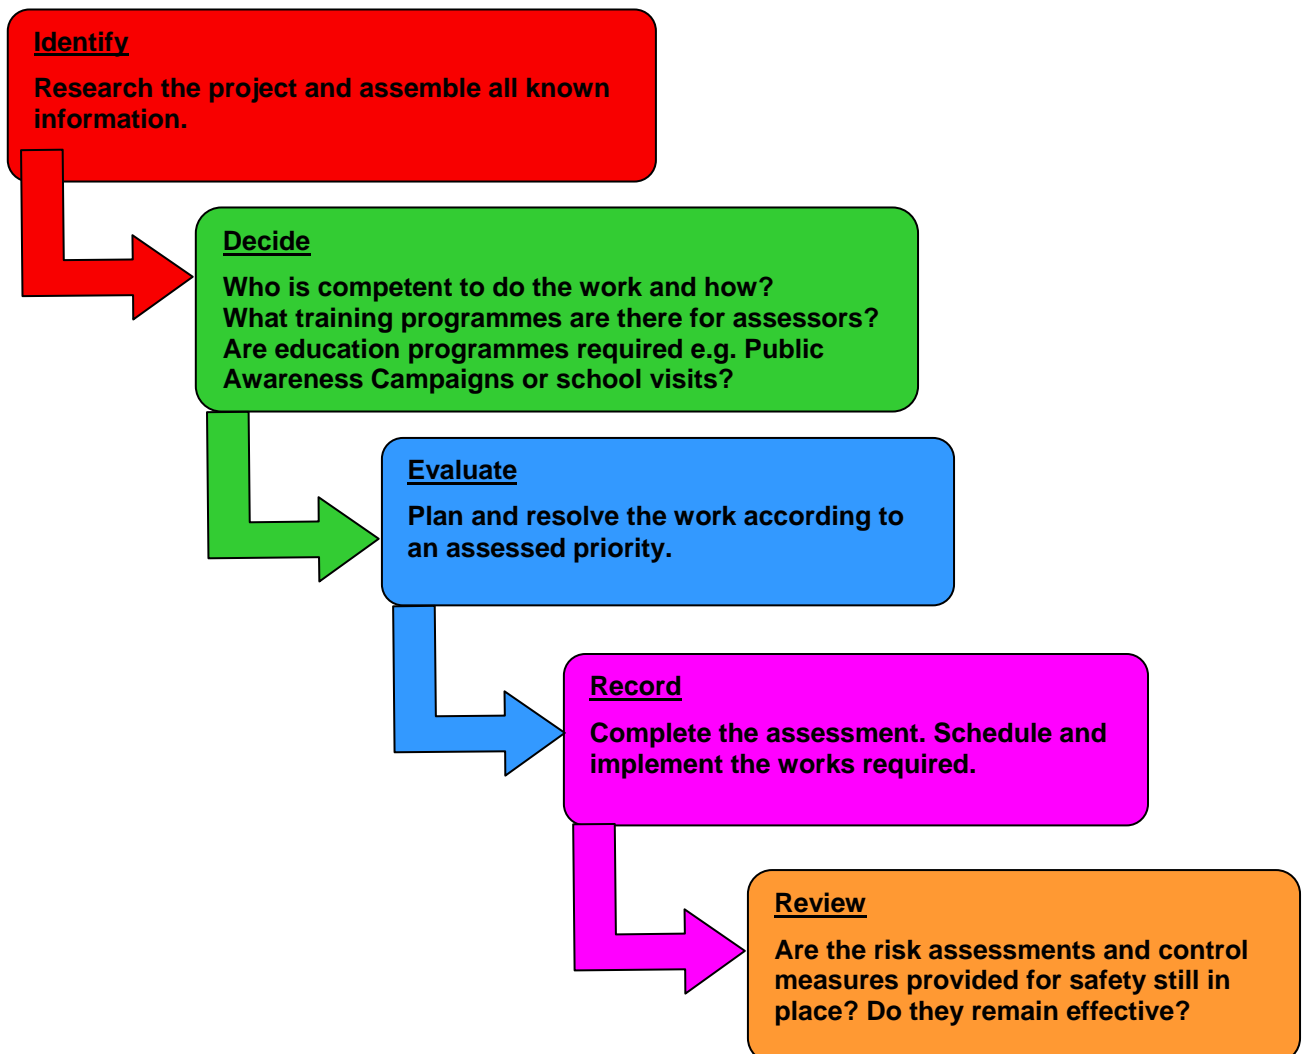 Identify
Research the project and assemble all known
information.
Decide
Who is competent to do the work and how?
What training programmes are there for assessors?
Are education programmes required e.g. Public
Awareness Campaigns or school visits?
Evaluate
Plan and resolve the work according to
an assessed priority.
Record
Complete the assessment. Schedule and
implement the works required.
Review
Are the risk assessments and control
measures provided for safety still in
place? Do they remain effective?